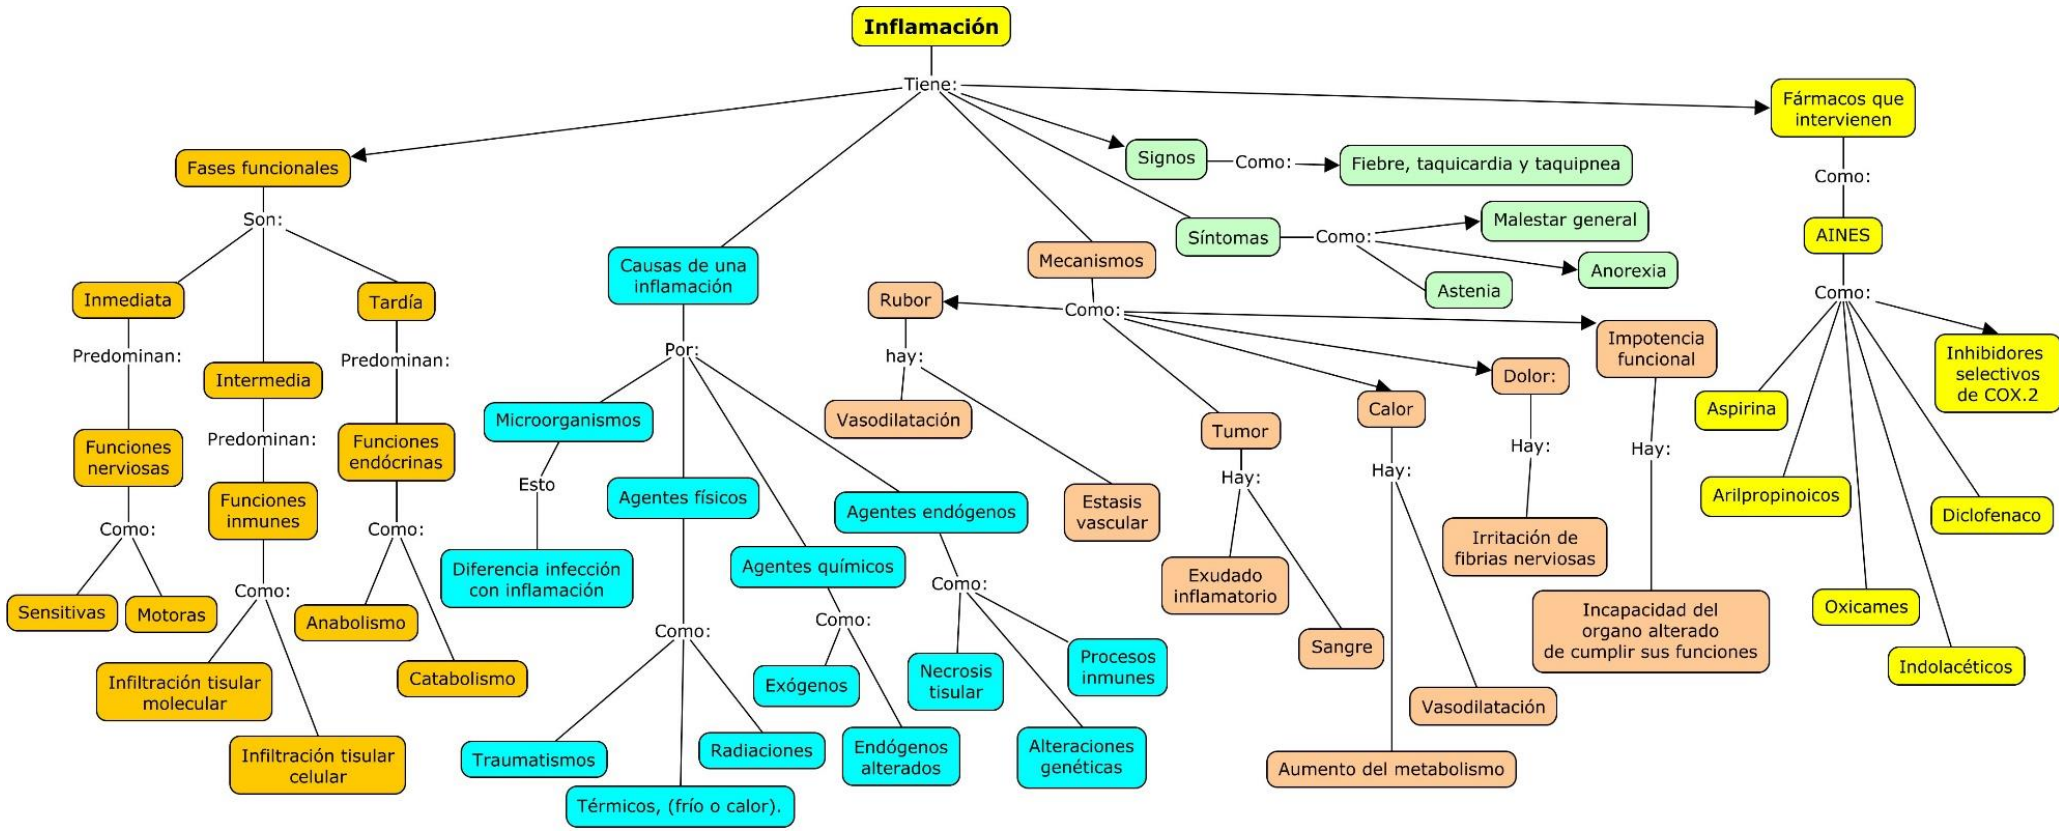 Inflamación
Tiene:
Fases funcionales
Son:
Inmediata
Predominan:
Funciones
nerviosas
Como:
Sensitivas
Motoras
Intermedia
Predominan:
Funciones
inmunes
Como:
Infiltración tisular
molecular
Infiltración tisular
celular
Tardía
Predominan:
Funciones
endócrinas
Como:
Anabolismo
Catabolismo
Causas de una
inflamación
Por:
Microorganismos
Esto
Diferencia infección
con inflamación
Agentes físicos
Como:
Traumatismos
Térmicos, (frío o calor).
Radiaciones
Agentes químicos
Como:
Exógenos
Endógenos
alterados
Agentes endógenos
Como:
Necrosis
tisular
Alteraciones
genéticas
Procesos
inmunes
Mecanismos
Como:
Rubor
hay:
Vasodilatación
Estasis
vascular
Tumor
Hay:
Exudado
inflamatorio
Sangre
Calor
Hay:
Aumento del metabolismo
Vasodilatación
Dolor:
Hay:
Irritación de
fibrias nerviosas
Impotencia
funcional
Hay:
Incapacidad del
organo alterado
de cumplir sus funciones
Signos
Como:
Fiebre, taquicardia y taquipnea
Síntomas
Como:
Malestar general
Anorexia
Astenia
Fármacos que
intervienen
Como:
AINES
Como:
Aspirina
Arilpropinoicos
Oxicames
Indolacéticos
Diclofenaco
Inhibidores
selectivos
de COX.2